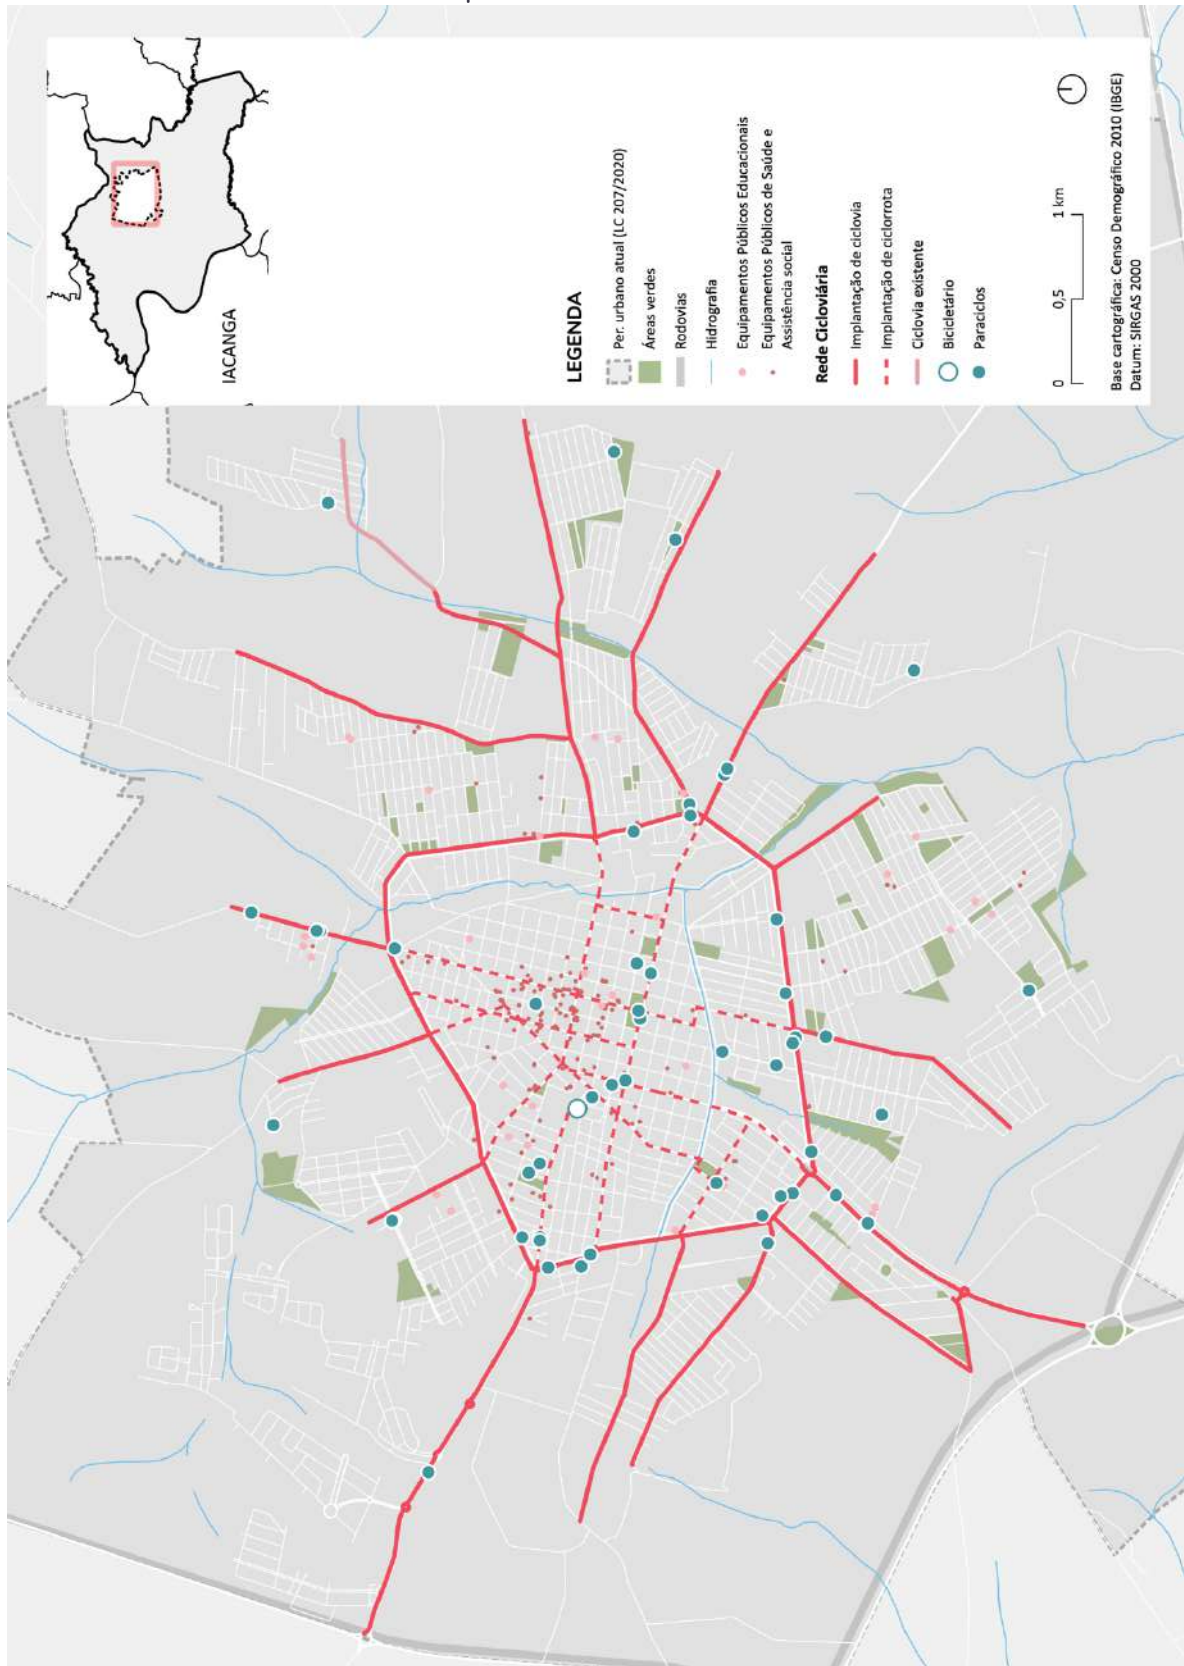 IACANGA
LEGENDA
Per. urbano atual (LC 207/2020)
Áreas verdes
Rodovias
Hidrografia
Equipamentos Públicos Educacionais
Equipamentos Públicos de Saúde e
Assistência social
Rede Cicloviária
Implantação de ciclovia
Implantação de ciclorrota
Ciclovia existente
Bicicletário
Paraciclos
0 0,5 1 km
Base cartográfica: Censo Demográfico 2010 (IBGE)
Datum: SIRGAS 2000